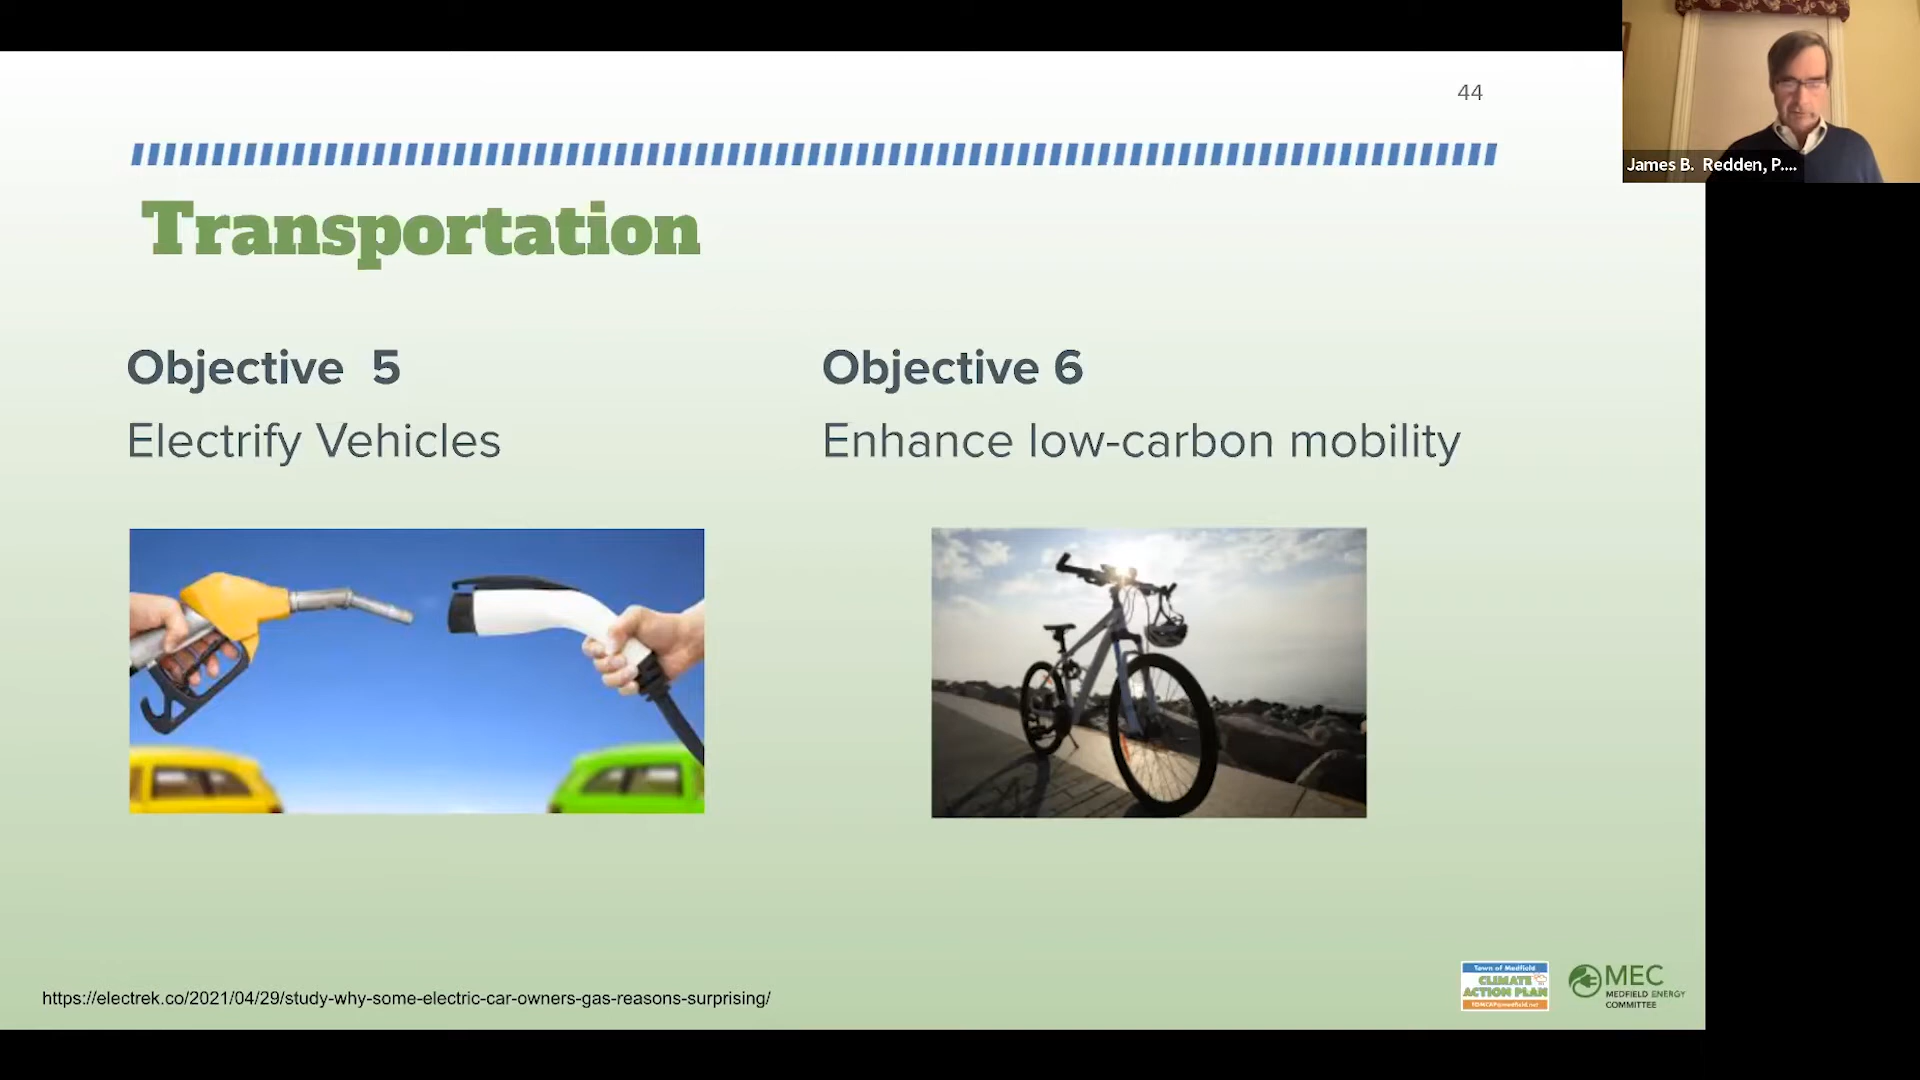 44
James B. Redden, P....
Transportation
Objective 5
Electrify Vehicles
Objective 6
Enhance low-carbon mobility
https://electrek.co/2021/04/29/study-why-some-electric-car-owners-gas-reasons-surprising/
Town of Medfield
CLIMATE
ACTION PLAN
MEC
MEDFIELD ENERGY
COMMITTEE